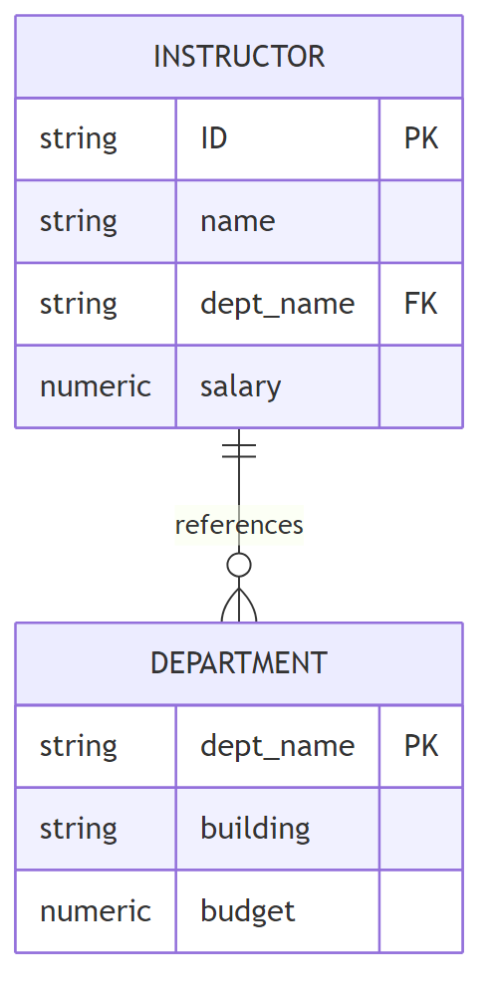 INSTRUCTOR
string ID PK
string name
string dept_name FK
numeric salary
references
DEPARTMENT
string dept_name PK
string building
numeric budget